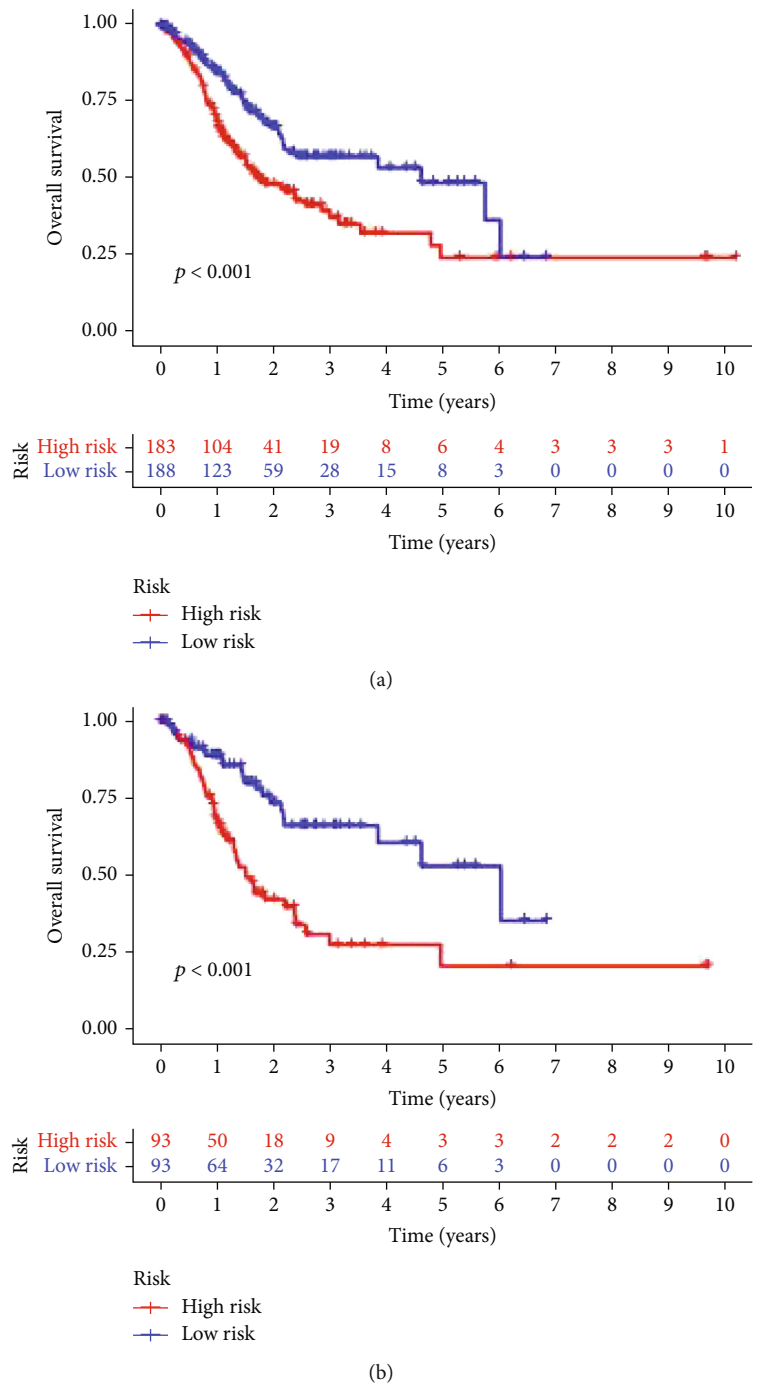 1.00
0.75
0.50
0.25
0.00
Overall survival
p < 0.001
0 1 2 3 4 5 6 7 8 9 10
Time (years)
Risk
High risk 183 104 41 19 8 6 4 3 3 3 1
Low risk 188 123 59 28 15 8 3 0 0 0 0
0 1 2 3 4 5 6 7 8 9 10
Time (years)
Risk
High risk
Low risk
(a)
1.00
0.75
0.50
0.25
0.00
Overall survival
p < 0.001
0 1 2 3 4 5 6 7 8 9 10
Time (years)
Risk
High risk 93 50 18 9 4 3 3 2 2 2 0
Low risk 93 64 32 17 11 6 3 0 0 0 0
0 1 2 3 4 5 6 7 8 9 10
Time (years)
Risk
High risk
Low risk
(b)